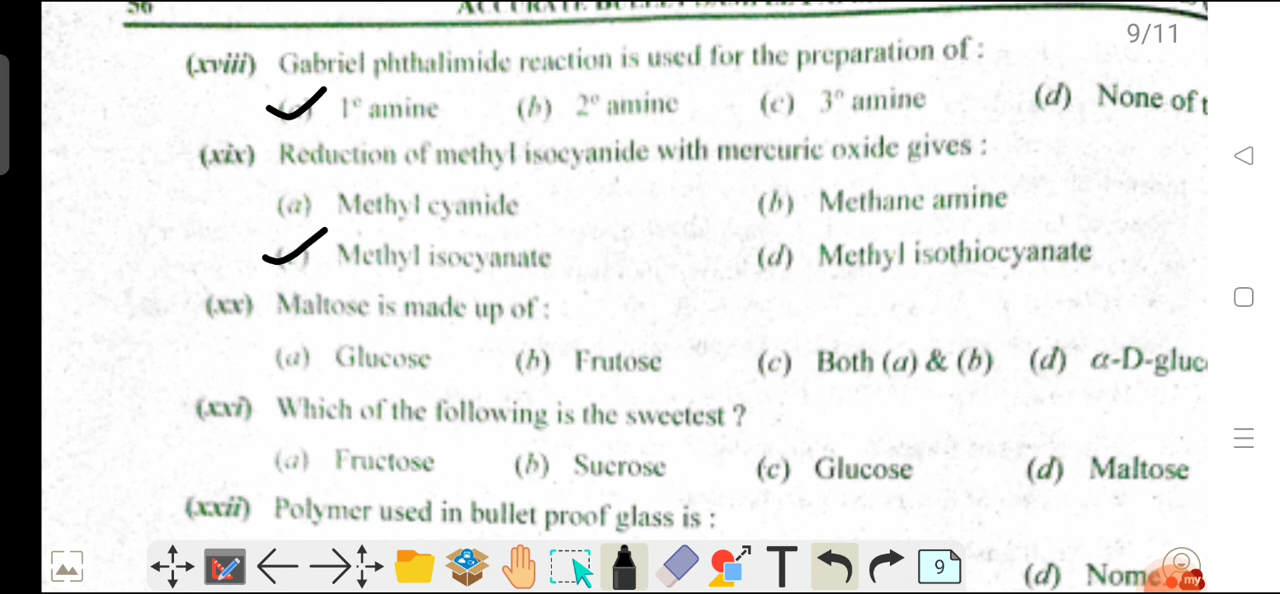 56
9/11
(xviii) Gabriel phthalimide reaction is used for the preparation of :
1° amine (b) 2° amine (c) 3° amine (d) None of t
(xix) Reduction of methyl isocyanide with mercuric oxide gives :
(a) Methyl cyanide (b) Methane amine
Methyl isocyanate (d) Methyl isothiocyanate
(xx) Maltose is made up of :
(a) Glucose (b) Frutose (c) Both (a) & (b) (d) α-D-gluc
(xxi) Which of the following is the sweetest ?
(a) Fructose (b) Sucrose (c) Glucose (d) Maltose
(xxii) Polymer used in bullet proof glass is :
(d) Nome
T 9 my